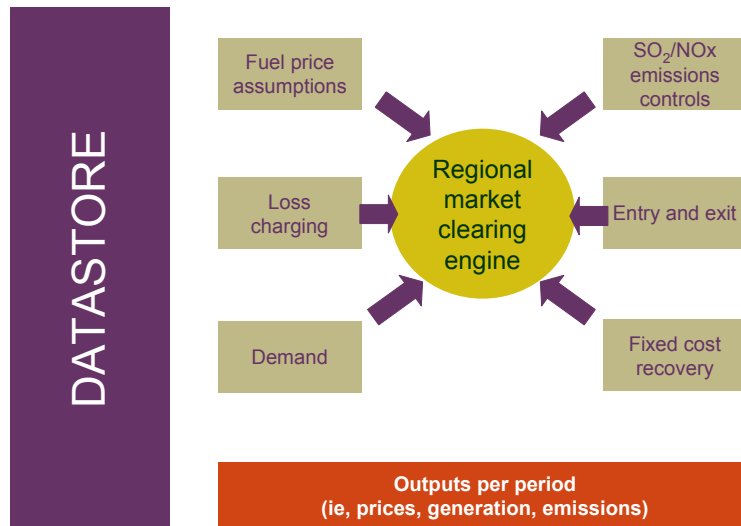 DATASTORE
Fuel price
assumptions
SO₂/NOx
emissions
controls
Regional
market
clearing
engine
Loss
charging
Entry and exit
Demand
Fixed cost
recovery
Outputs per period
(ie, prices, generation, emissions)